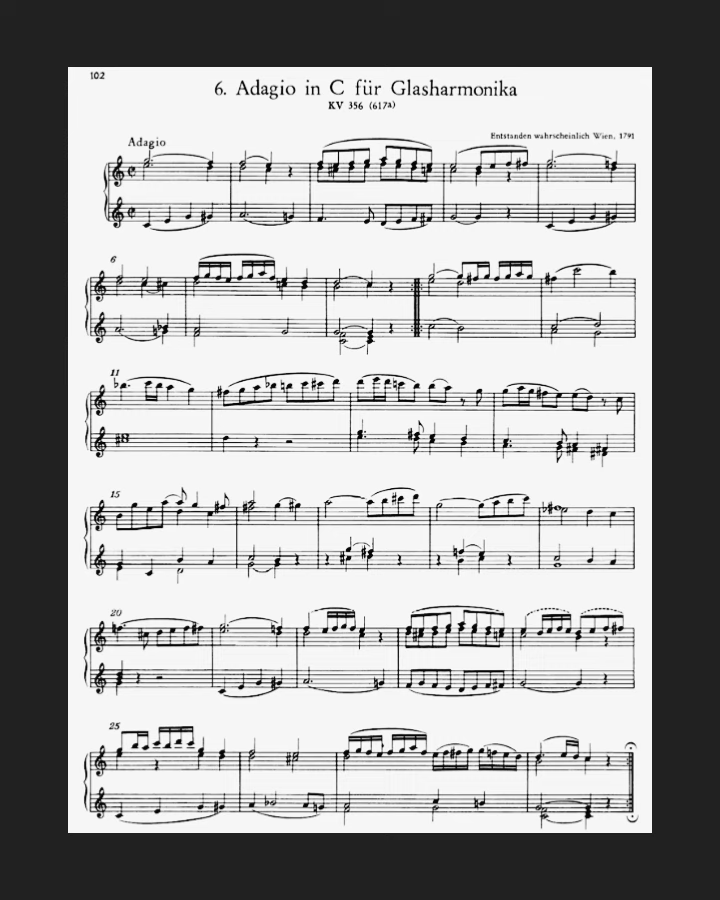 102
6. Adagio in C für Glasharmonika
KV 356 (617a)
Entstanden wahrscheinlich Wien, 1791
Adagio
6
11
15
20
25